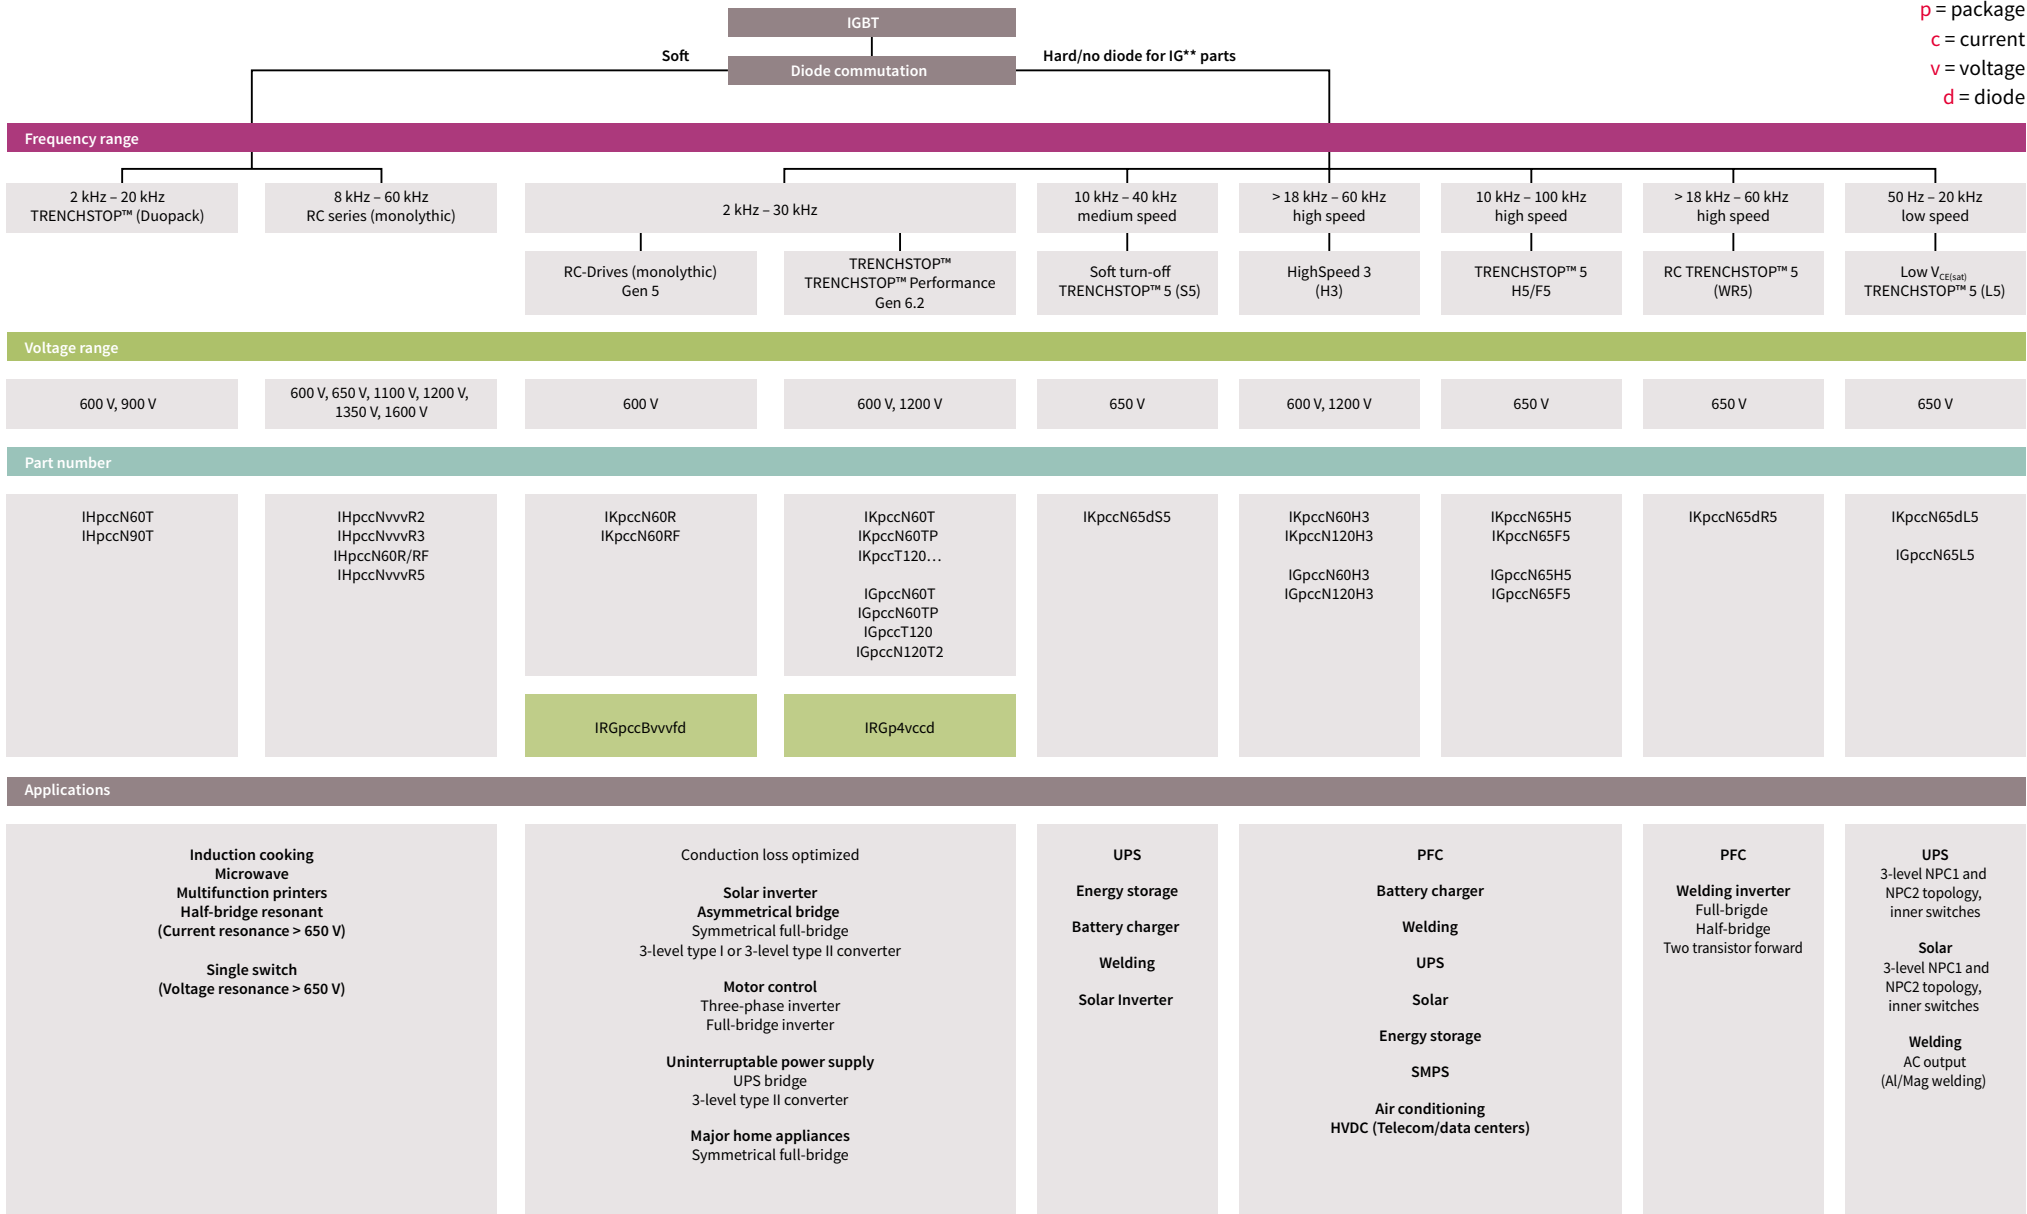 p = package
c = current
v = voltage
d = diode
IGBT
Soft
Diode commutation
Hard/no diode for IG** parts
Frequency range
2 kHz – 20 kHz
TRENCHSTOP™ (Duopack)
8 kHz – 60 kHz
RC series (monolythic)
2 kHz – 30 kHz
10 kHz – 40 kHz
medium speed
> 18 kHz – 60 kHz
high speed
10 kHz – 100 kHz
high speed
> 18 kHz – 60 kHz
high speed
50 Hz – 20 kHz
low speed
RC-Drives (monolythic)
Gen 5
TRENCHSTOP™
TRENCHSTOP™ Performance
Gen 6.2
Soft turn-off
TRENCHSTOP™ 5 (S5)
HighSpeed 3
(H3)
TRENCHSTOP™ 5
H5/F5
RC TRENCHSTOP™ 5
(WR5)
Low VCE(sat)
TRENCHSTOP™ 5 (L5)
Voltage range
600 V, 900 V
600 V, 650 V, 1100 V, 1200 V,
1350 V, 1600 V
600 V
600 V, 1200 V
650 V
600 V, 1200 V
650 V
650 V
650 V
Part number
IHpccN60T
IHpccN90T
IHpccNvvvR2
IHpccNvvvR3
IHpccN60R/RF
IHpccNvvvR5
IKpccN60R
IKpccN60RF
IRGpccBvvvfd
IKpccN60T
IKpccN60TP
IKpccT120…
IGpccN60T
IGpccN60TP
IGpccT120
IGpccN120T2
IRGp4vccd
IKpccN65dS5
IKpccN60H3
IKpccN120H3
IGpccN60H3
IGpccN120H3
IKpccN65H5
IKpccN65F5
IGpccN65H5
IGpccN65F5
IKpccN65dR5
IKpccN65dL5
IGpccN65L5
Applications
Induction cooking
Microwave
Multifunction printers
Half-bridge resonant
(Current resonance > 650 V)
Single switch
(Voltage resonance > 650 V)
Conduction loss optimized
Solar inverter
Asymmetrical bridge
Symmetrical full-bridge
3-level type I or 3-level type II converter
Motor control
Three-phase inverter
Full-bridge inverter
Uninterruptable power supply
UPS bridge
3-level type II converter
Major home appliances
Symmetrical full-bridge
UPS
Energy storage
Battery charger
Welding
Solar Inverter
PFC
Battery charger
Welding
UPS
Solar
Energy storage
SMPS
Air conditioning
HVDC (Telecom/data centers)
PFC
Welding inverter
Full-brigde
Half-bridge
Two transistor forward
UPS
3-level NPC1 and
NPC2 topology,
inner switches
Solar
3-level NPC1 and
NPC2 topology,
inner switches
Welding
AC output
(Al/Mag welding)